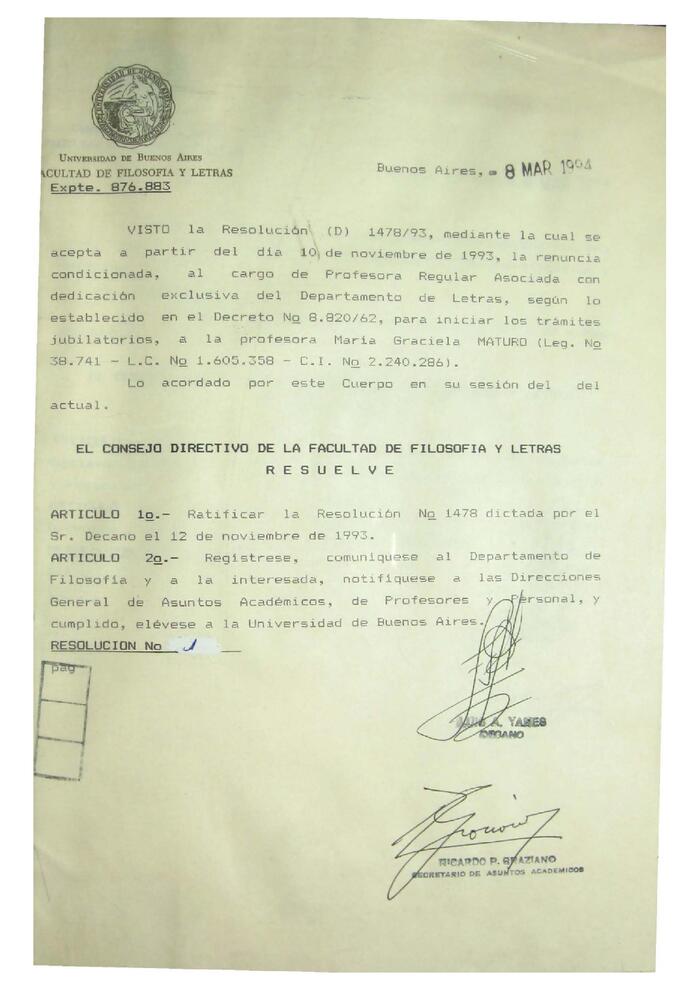 UNIVERSIDAD DE BUENOS AIRES
ACULTAD DE FILOSOFIA Y LETRAS
Expte. 876.883
Buenos Aires, - 8 MAR 1994
VISTO la Resolución (D) 1478/93, mediante la cual se
acepta a partir del día 10 de noviembre de 1993, la renuncia
condicionada, al cargo de Profesora Regular Asociada con
dedicación exclusiva del Departamento de Letras, según lo
establecido en el Decreto No 8.820/62, para iniciar los trámites
jubilatorios, a la profesora María Graciela MATURO (Leg. No
38.741 - L.C. No 1.605.358 - C.I. No 2.240.286).
Lo acordado por este Cuerpo en su sesión del del
actual.
EL CONSEJO DIRECTIVO DE LA FACULTAD DE FILOSOFIA Y LETRAS
R E S U E L V E
ARTICULO 1o.- Ratificar la Resolución No 1478 dictada por el
Sr. Decano el 12 de noviembre de 1993.
ARTICULO 2o.- Regístrese, comuníquese al Departamento de
Filosofía y a la interesada, notifíquese a las Direcciones
General de Asuntos Académicos, de Profesores y Personal, y
cumplido, elévese a la Universidad de Buenos Aires.
RESOLUCION No 1
pag
A. YANES
DECANO
RICARDO P. GRAZIANO
SECRETARIO DE ASUNTOS ACADEMICOS